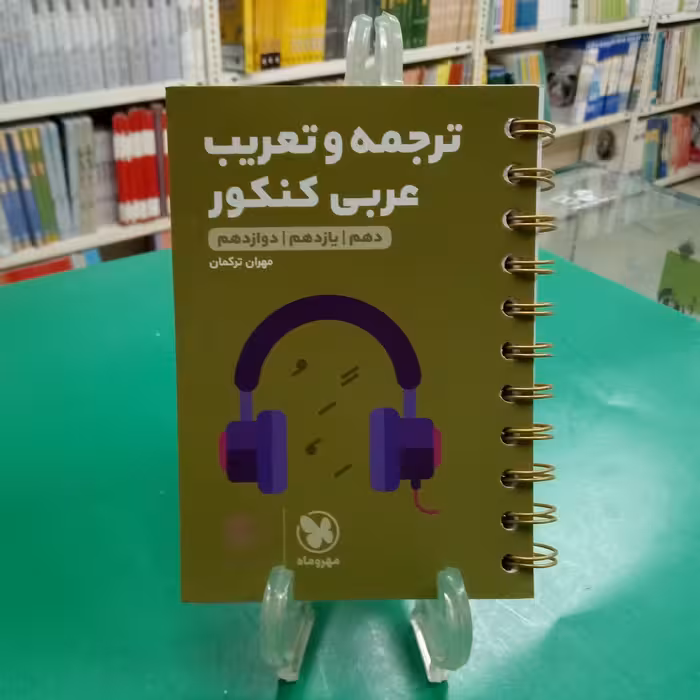 ترجمه و تعریب
عربی کنکور
دهم | یازدهم | دوازدهم
مهران ترکمان
مهروماه